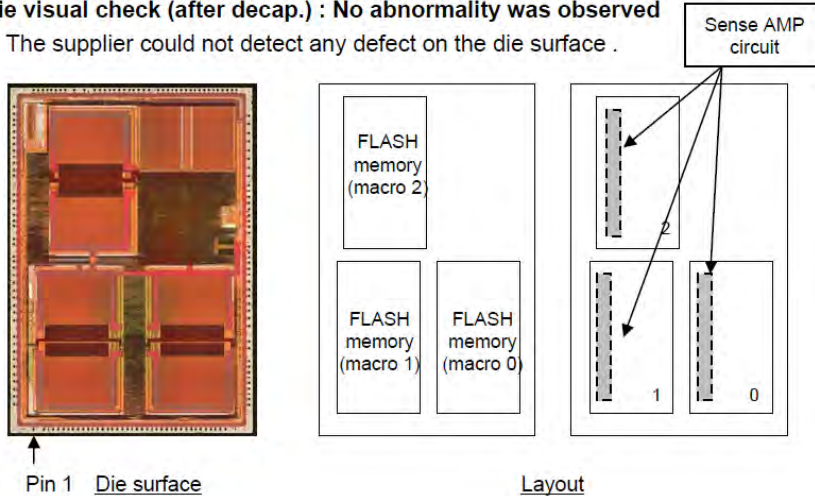 ie visual check (after decap.) : No abnormality was observed
The supplier could not detect any defect on the die surface .
Sense AMP
circuit
FLASH
memory
(macro 2)
2
FLASH
memory
(macro 1)
FLASH
memory
(macro 0)
1
0
Pin 1
Die surface
Layout